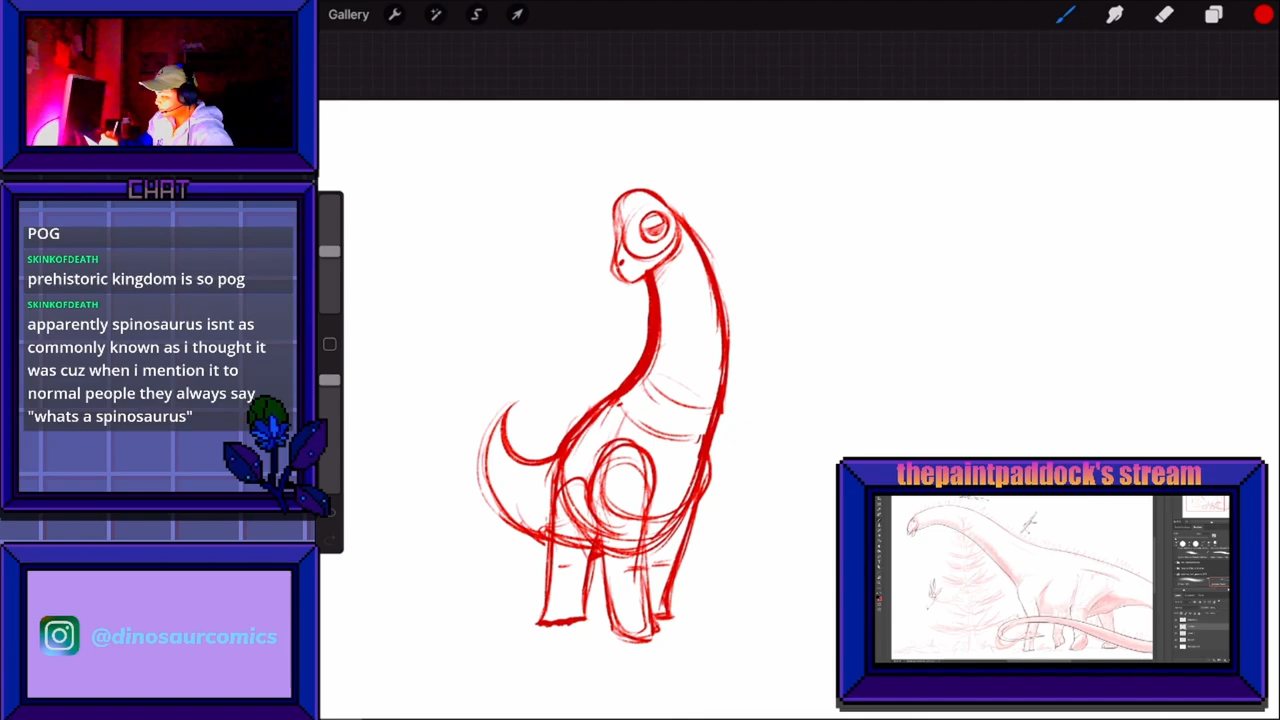 Gallery
CHAT
POG
SKINKOFDEATH
prehistoric kingdom is so pog
SKINKOFDEATH
apparently spinosaurus isnt as
commonly known as i thought it
was cuz when i mention it to
normal people they always say
"whats a spinosaurus"
thepaintpaddock's stream
@dinosaurcomics